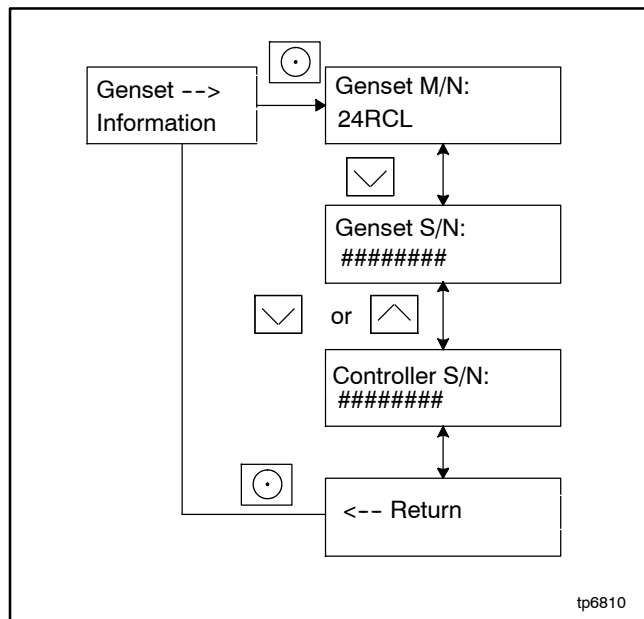 Genset -->
Information
Genset M/N:
24RCL
Genset S/N:
########
or
Controller S/N:
########
<-- Return
tp6810